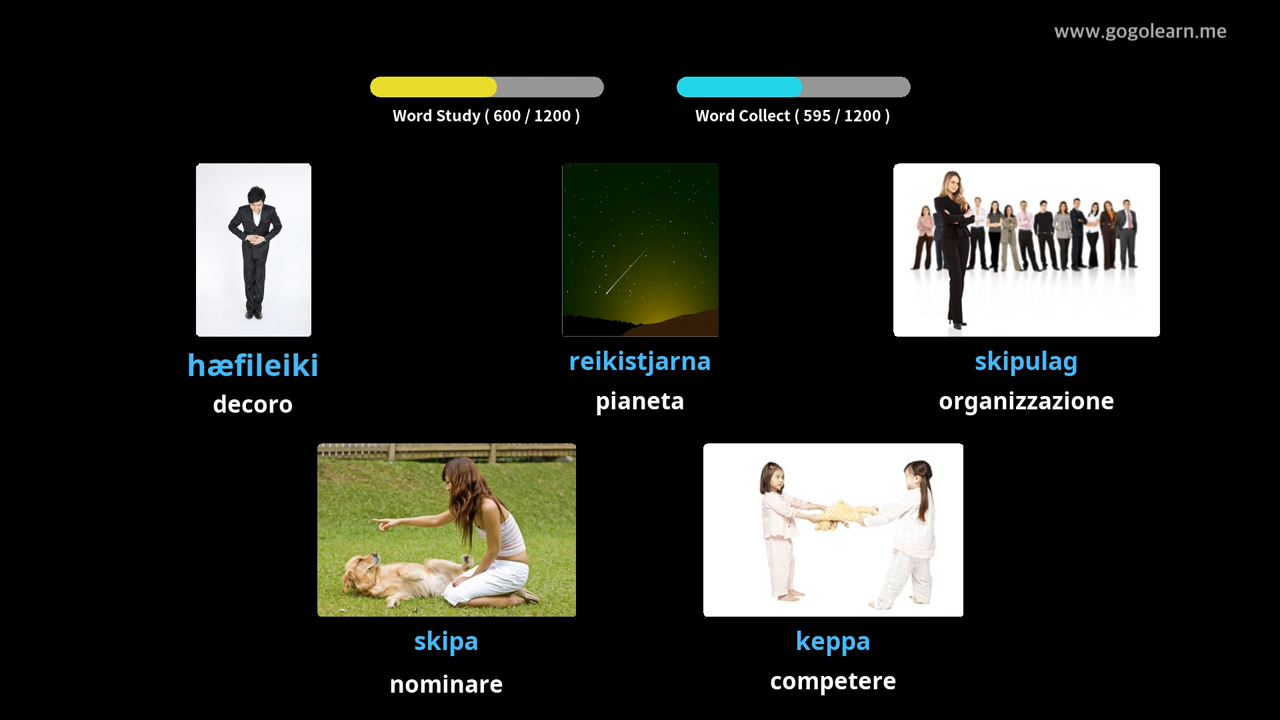 www.gogolearn.me
Word Study ( 600 / 1200 )
Word Collect ( 595 / 1200 )
hæfileiki
decoro
reikistjarna
pianeta
skipulag
organizzazione
skipa
nominare
keppa
competere